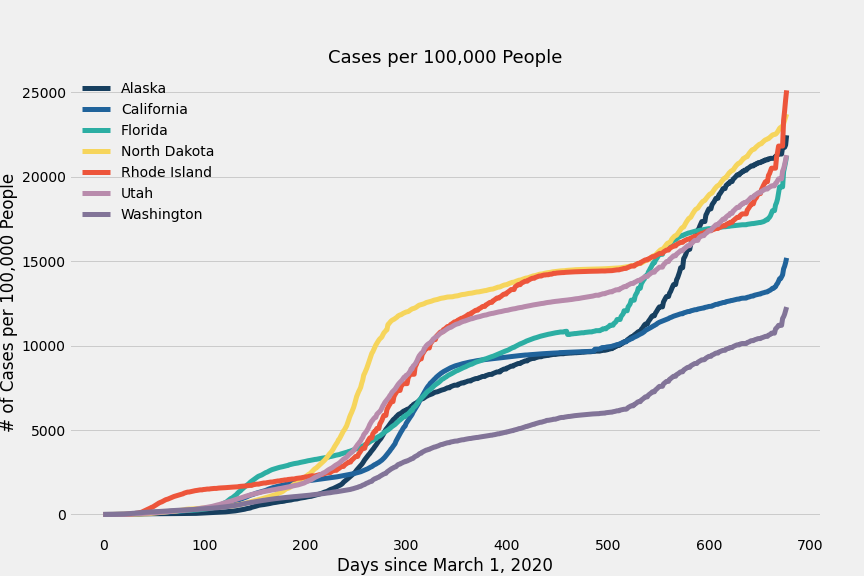 Cases per 100,000 People
# of Cases per 100,000 People
25000
20000
15000
10000
5000
0
Alaska
California
Florida
North Dakota
Rhode Island
Utah
Washington
0 100 200 300 400 500 600 700
Days since March 1, 2020